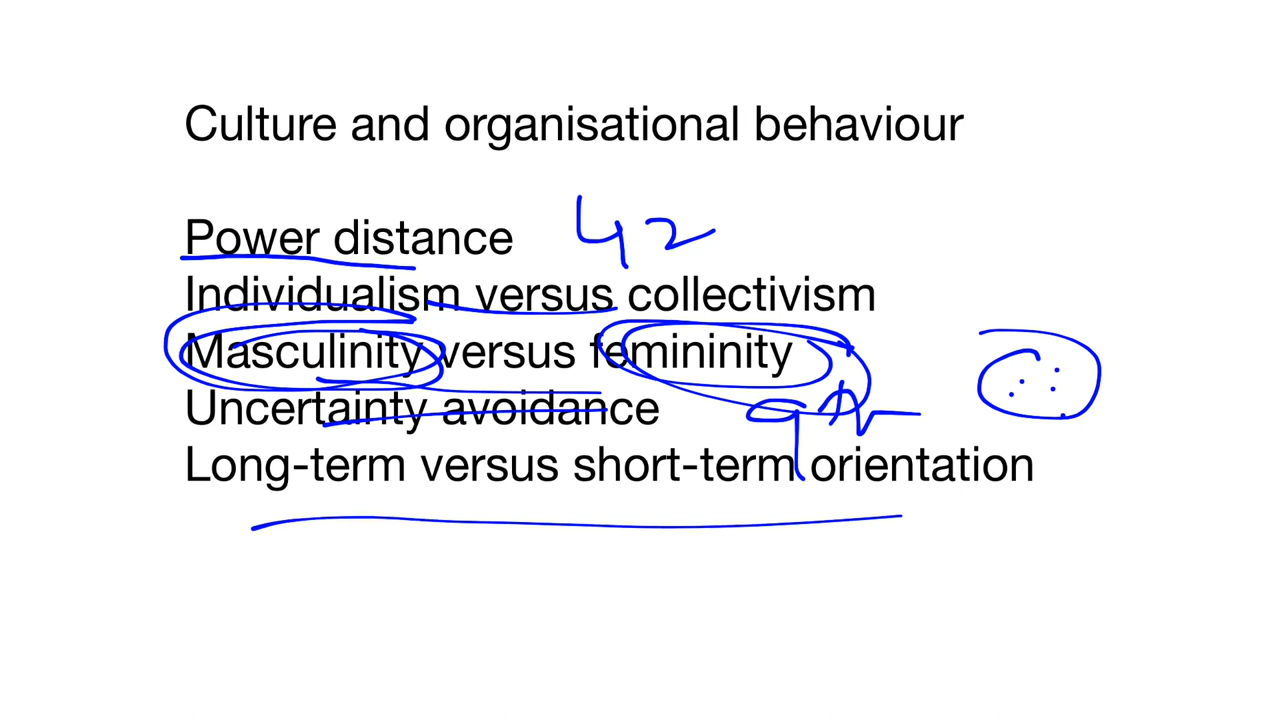 Culture and organisational behaviour
Power distance 42
Individualism versus collectivism
Masculinity versus femininity
Uncertainty avoidance
Long-term versus short-term orientation